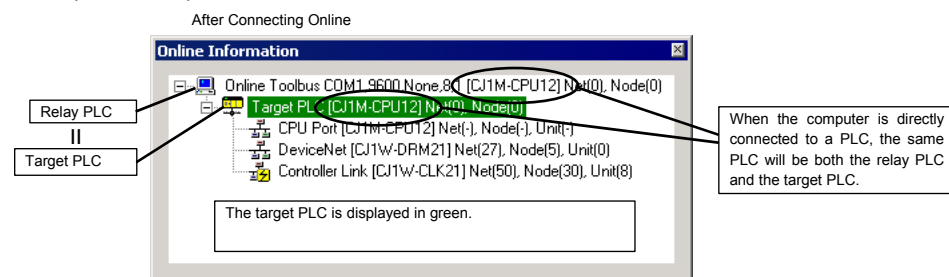 After Connecting Online
Online Information
Online Toolbus COM1 9600 None,8,1 [CJ1M-CPU12] Net(0), Node(0)
Target PLC [CJ1M-CPU12] Net(0), Node(0)
CPU Port [CJ1M-CPU12] Net(-), Node(-), Unit(-)
DeviceNet [CJ1W-DRM21] Net(27), Node(5), Unit(0)
Controller Link [CJ1W-CLK21] Net(50), Node(30), Unit(8)
Relay PLC
II
Target PLC
The target PLC is displayed in green.
When the computer is directly
connected to a PLC, the same
PLC will be both the relay PLC
and the target PLC.